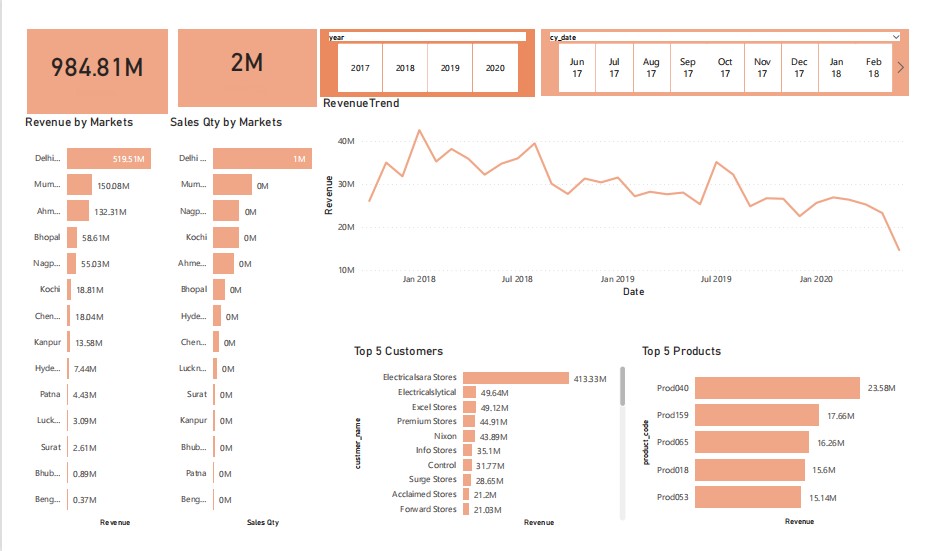 984.81M
2M
year
2017 2018 2019 2020
cy_date
Jun 17 Jul 17 Aug 17 Sep 17 Oct 17 Nov 17 Dec 17 Jan 18 Feb 18
Revenue by Markets
Delhi... 519.51M
Mum... 150.08M
Ahm... 132.31M
Bhopal 58.61M
Nagp... 55.03M
Kochi 18.81M
Chen... 18.04M
Kanpur 13.58M
Hyde... 7.44M
Patna 4.43M
Luck... 3.09M
Surat 2.61M
Bhub... 0.89M
Beng... 0.37M
Revenue
Sales Qty by Markets
Delhi ... 1M
Mum... 0M
Nagp... 0M
Kochi 0M
Ahme... 0M
Bhopal 0M
Hyde... 0M
Chen... 0M
Luckn... 0M
Surat 0M
Kanpur 0M
Bhub... 0M
Patna 0M
Beng... 0M
Sales Qty
RevenueTrend
Revenue
40M
30M
20M
10M
Jan 2018 Jul 2018 Jan 2019 Jul 2019 Jan 2020
Date
Top 5 Customers
custmer_name
Electricalsara Stores 413.33M
Electricalslytical 49.64M
Excel Stores 49.12M
Premium Stores 44.91M
Nixon 43.89M
Info Stores 35.1M
Control 31.77M
Surge Stores 28.65M
Acclaimed Stores 21.2M
Forward Stores 21.03M
Revenue
Top 5 Products
product_code
Prod040 23.58M
Prod159 17.66M
Prod065 16.26M
Prod018 15.6M
Prod053 15.14M
Revenue